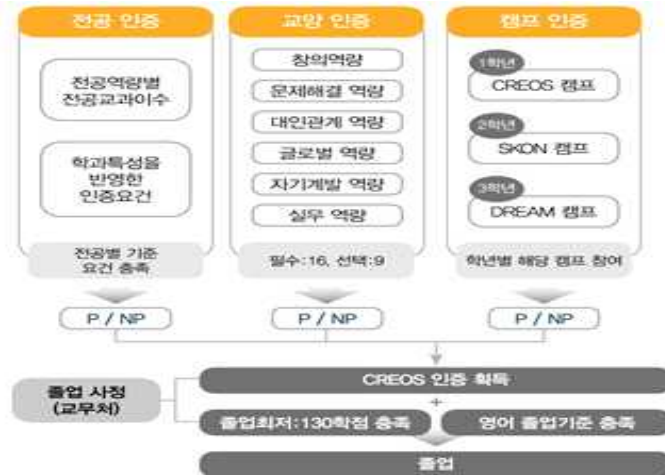 전공 인증
전공역량별
전공교과이수
학과특성을
반영한
인증요건
전공별 기준
요건 충족
P / NP
교양 인증
창의역량
문제해결 역량
대인관계 역량
글로벌 역량
자기계발 역량
실무 역량
필수:16, 선택:9
P / NP
캠프 인증
1학년
CREOS 캠프
2학년
SKON 캠프
3학년
DREAM 캠프
학년별 해당 캠프 참여
P / NP
졸업 사정
(교무처)
CREOS 인증 획득
+
졸업최저:130학점 충족
영어 졸업기준 충족
졸업